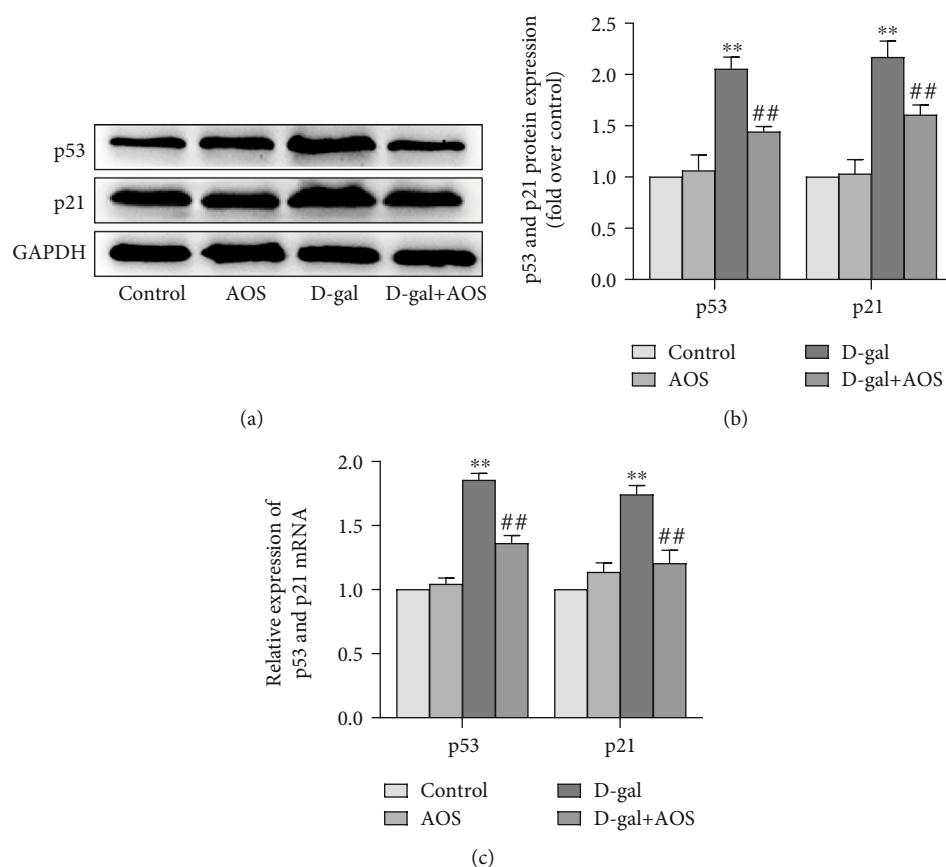 p53
p21
GAPDH
Control AOS D-gal D-gal+AOS
(a)
p53 and p21 protein expression
(fold over control)
2.5
2.0
1.5
1.0
0.5
0.0
** ##
** ##
p53 p21
Control D-gal
AOS D-gal+AOS
(b)
Relative expression of
p53 and p21 mRNA
2.0
1.5
1.0
0.5
0.0
** ##
** ##
p53 p21
Control D-gal
AOS D-gal+AOS
(c)